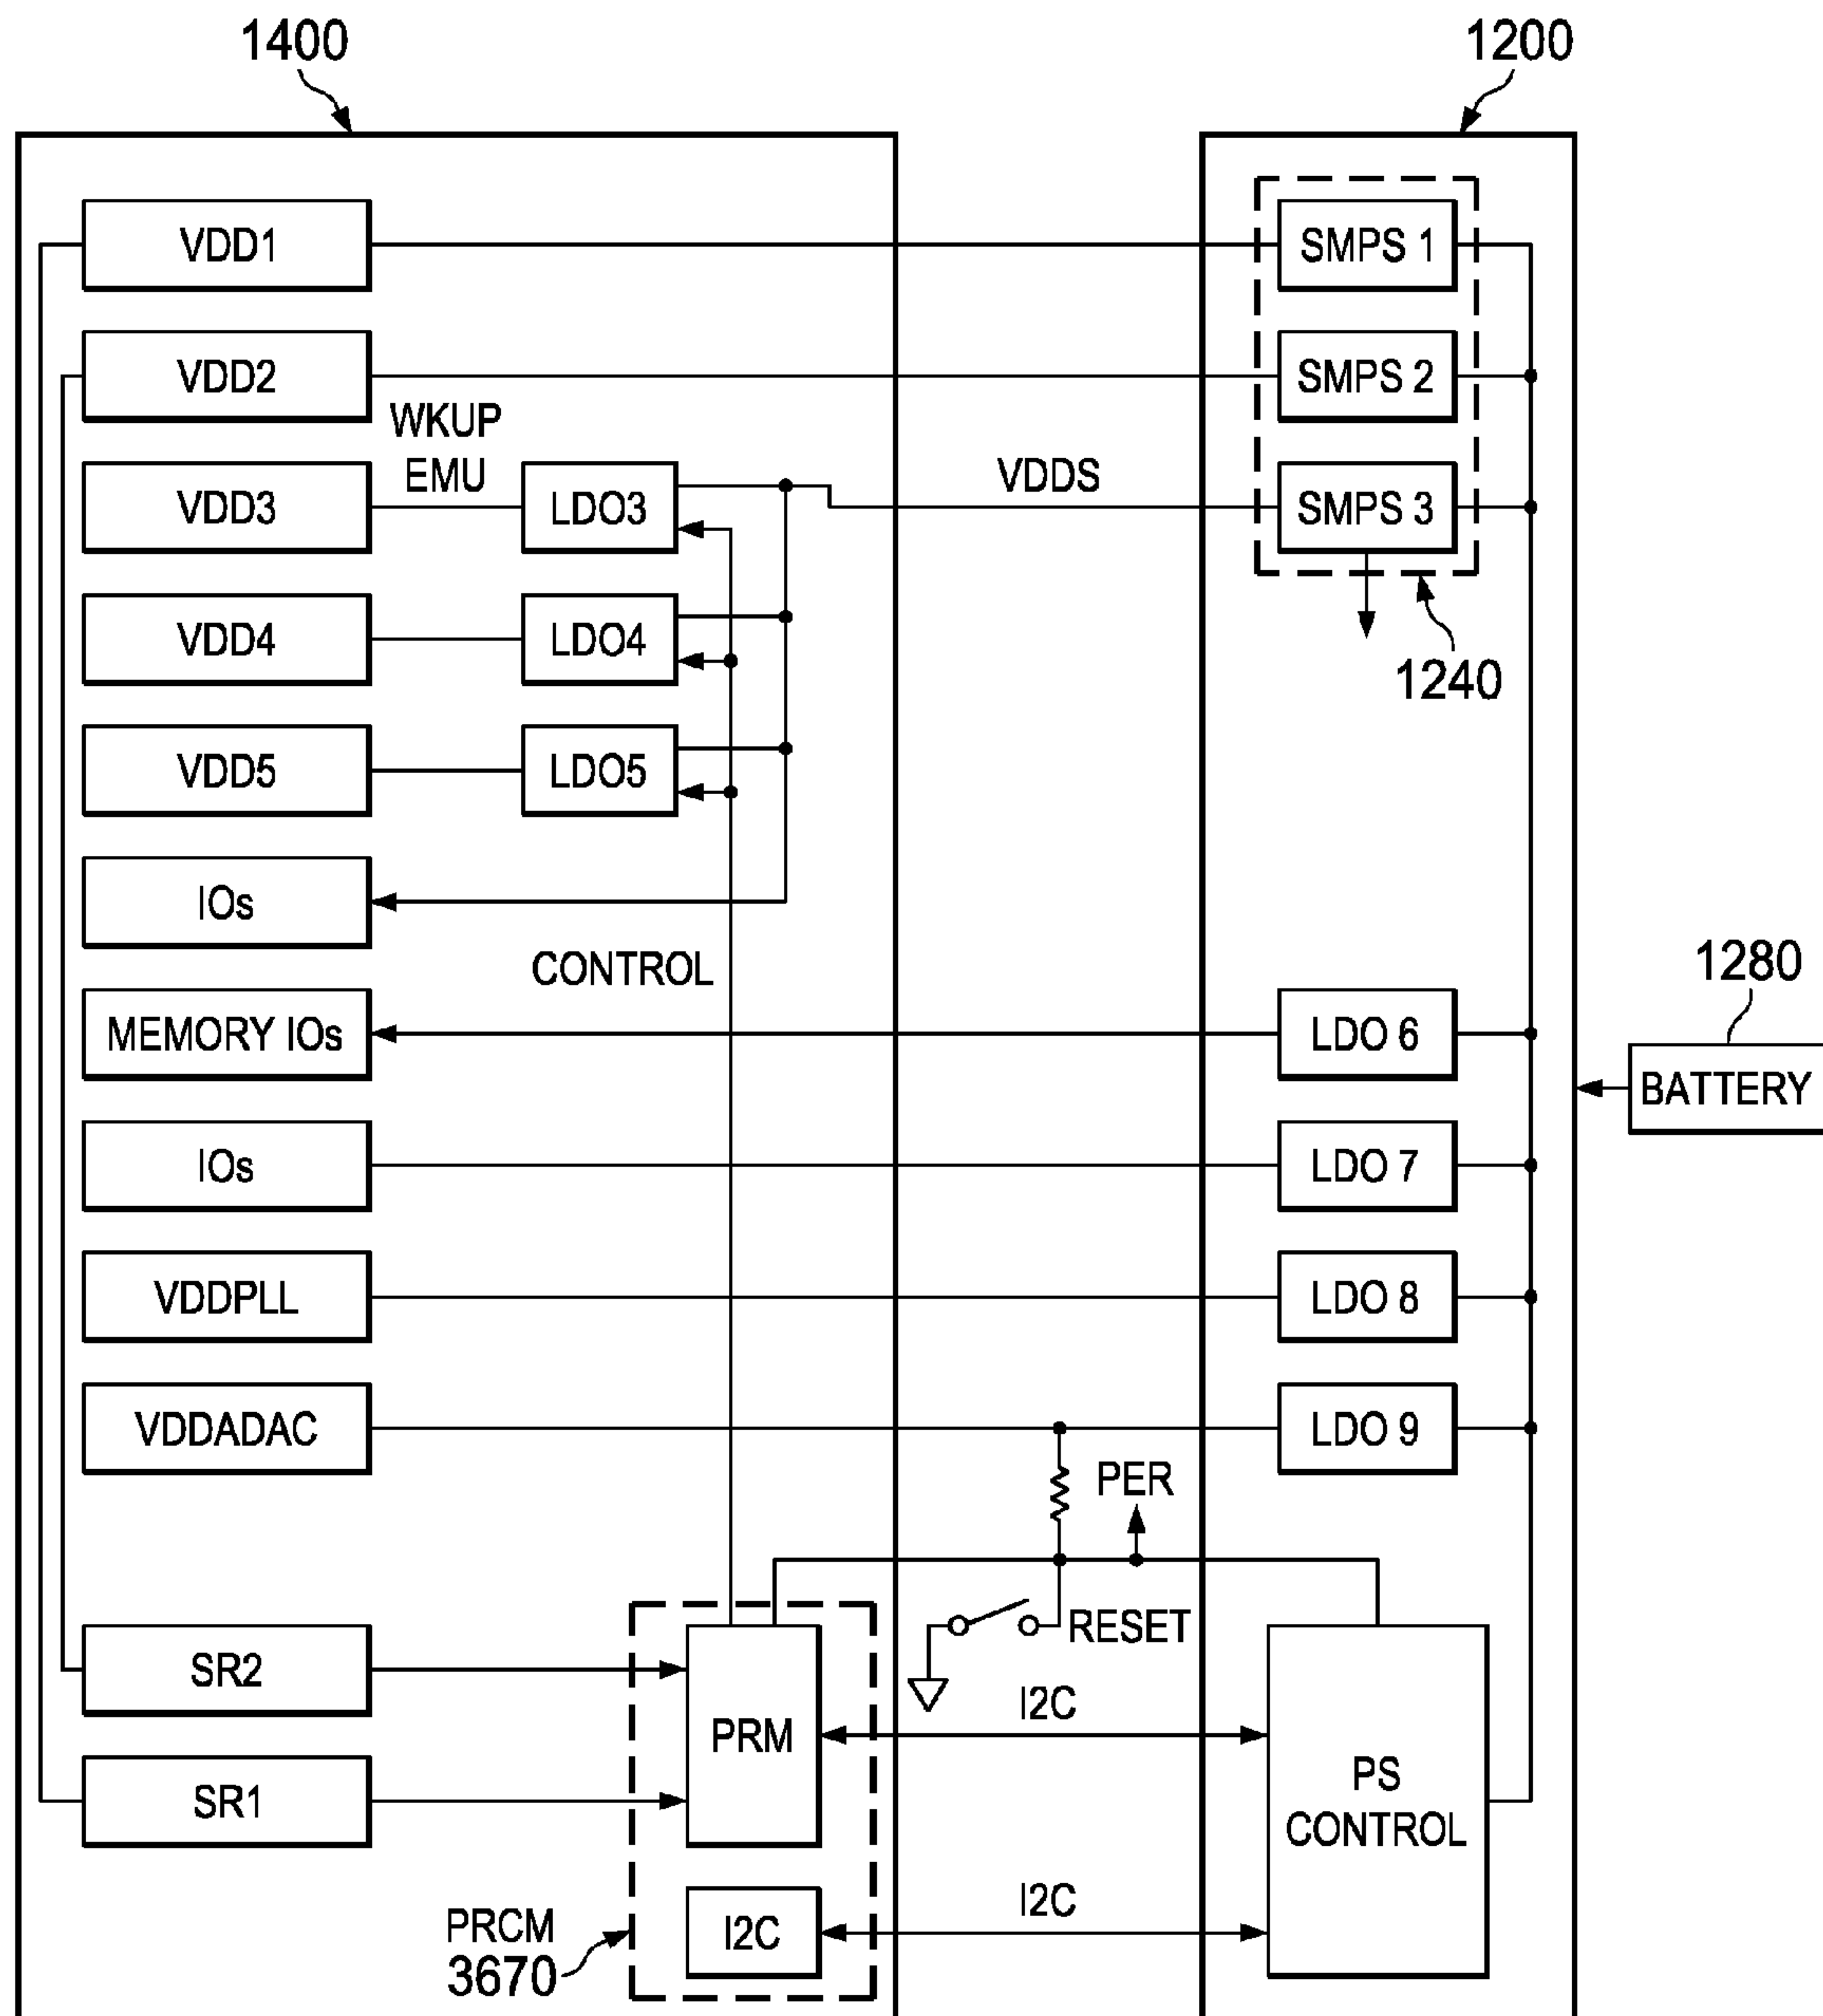 1400
1200
VDD1
SMPS 1
VDD2
SMPS 2
WKUP
EMU
VDD3
LDO3
VDDS
SMPS 3
VDD4
LDO4
1240
VDD5
LDO5
IOs
CONTROL
1280
MEMORY IOs
LDO 6
BATTERY
IOs
LDO 7
VDDPLL
LDO 8
VDDADAC
LDO 9
PER
RESET
SR2
I2C
PRM
SR1
PS
CONTROL
I2C
PRCM
3670
I2C